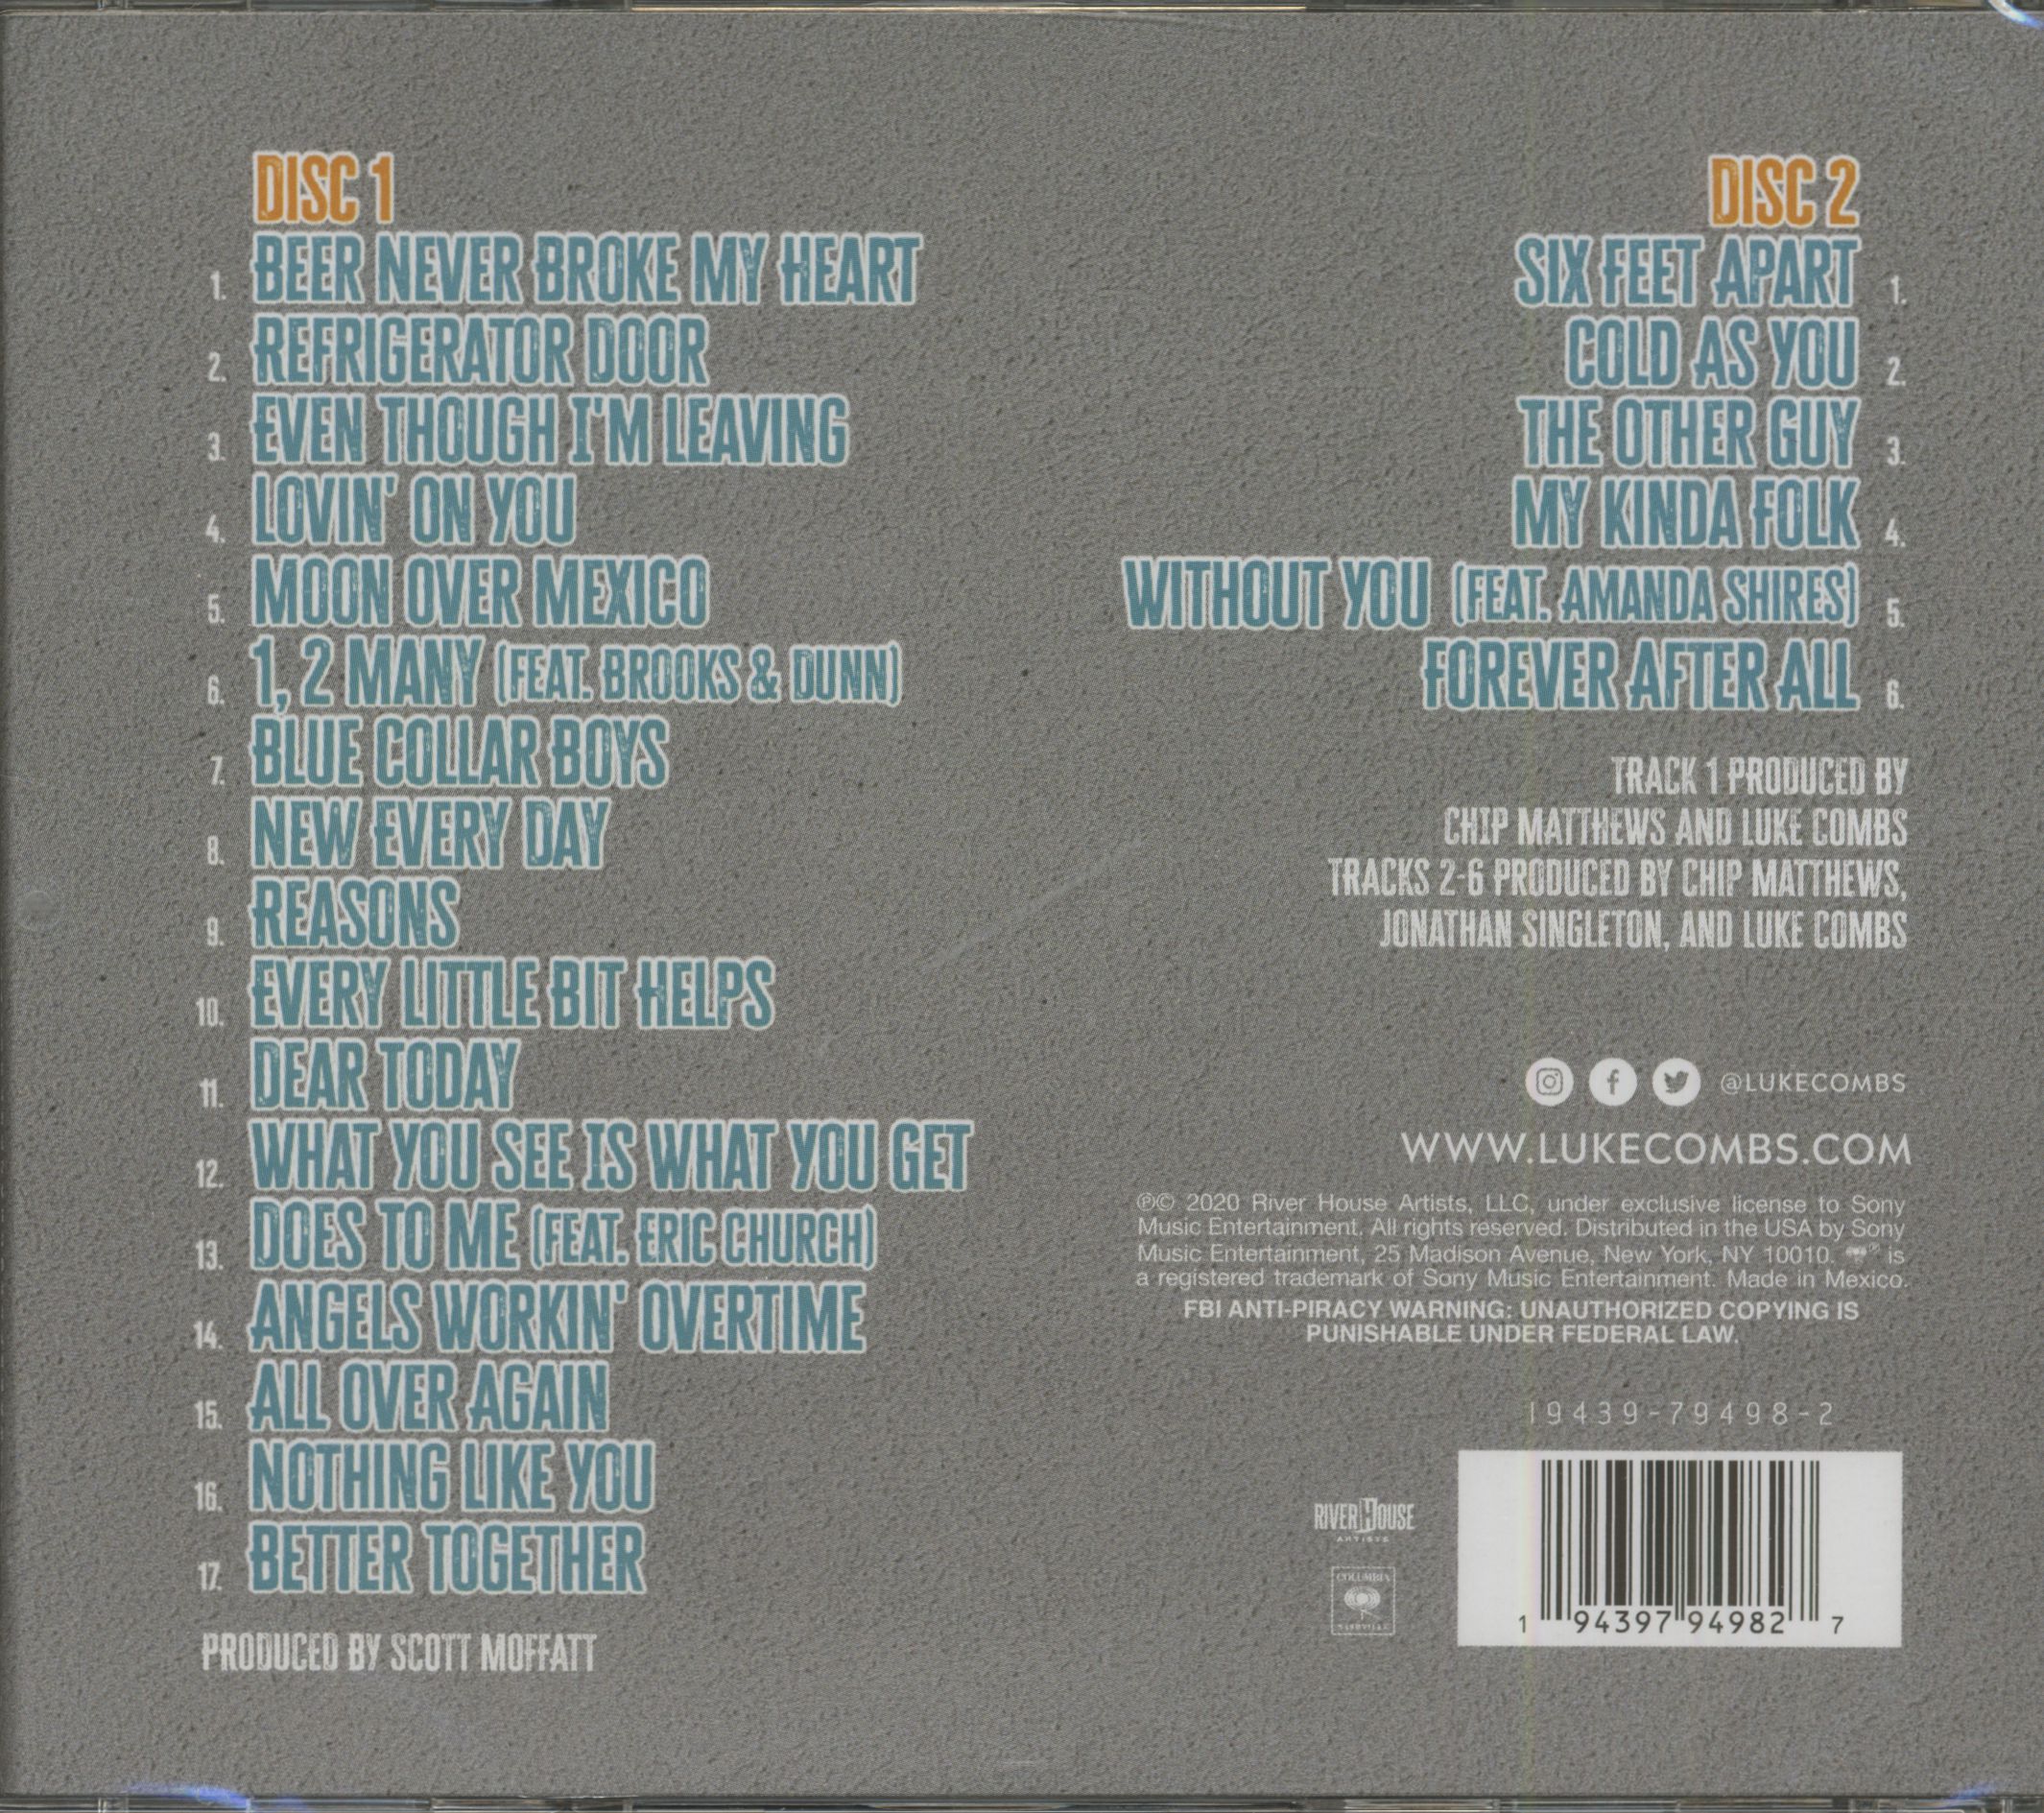 DISC 1
1. BEER NEVER BROKE MY HEART
2. REFRIGERATOR DOOR
3. EVEN THOUGH I'M LEAVING
4. LOVIN' ON YOU
5. MOON OVER MEXICO
6. 1, 2 MANY (FEAT. BROOKS & DUNN)
7. BLUE COLLAR BOYS
8. NEW EVERY DAY
9. REASONS
10. EVERY LITTLE BIT HELPS
11. DEAR TODAY
12. WHAT YOU SEE IS WHAT YOU GET
13. DOES TO ME (FEAT. ERIC CHURCH)
14. ANGELS WORKIN' OVERTIME
15. ALL OVER AGAIN
16. NOTHING LIKE YOU
17. BETTER TOGETHER
PRODUCED BY SCOTT MOFFATT
DISC 2
SIX FEET APART 1.
COLD AS YOU 2.
THE OTHER GUY 3.
MY KINDA FOLK 4.
WITHOUT YOU (FEAT. AMANDA SHIRES) 5.
FOREVER AFTER ALL 6.
TRACK 1 PRODUCED BY
CHIP MATTHEWS AND LUKE COMBS
TRACKS 2-6 PRODUCED BY CHIP MATTHEWS,
JONATHAN SINGLETON, AND LUKE COMBS
@LUKECOMBS
WWW.LUKECOMBS.COM
℗© 2020 River House Artists, LLC, under exclusive license to Sony
Music Entertainment. All rights reserved. Distributed in the USA by Sony
Music Entertainment, 25 Madison Avenue, New York, NY 10010. ® is
a registered trademark of Sony Music Entertainment. Made in Mexico.
FBI ANTI-PIRACY WARNING: UNAUTHORIZED COPYING IS
PUNISHABLE UNDER FEDERAL LAW.
19439-79498-2
RIVER HOUSE
ARTISTS
COLUMBIA
NASHVILLE
1 94397 94982 7